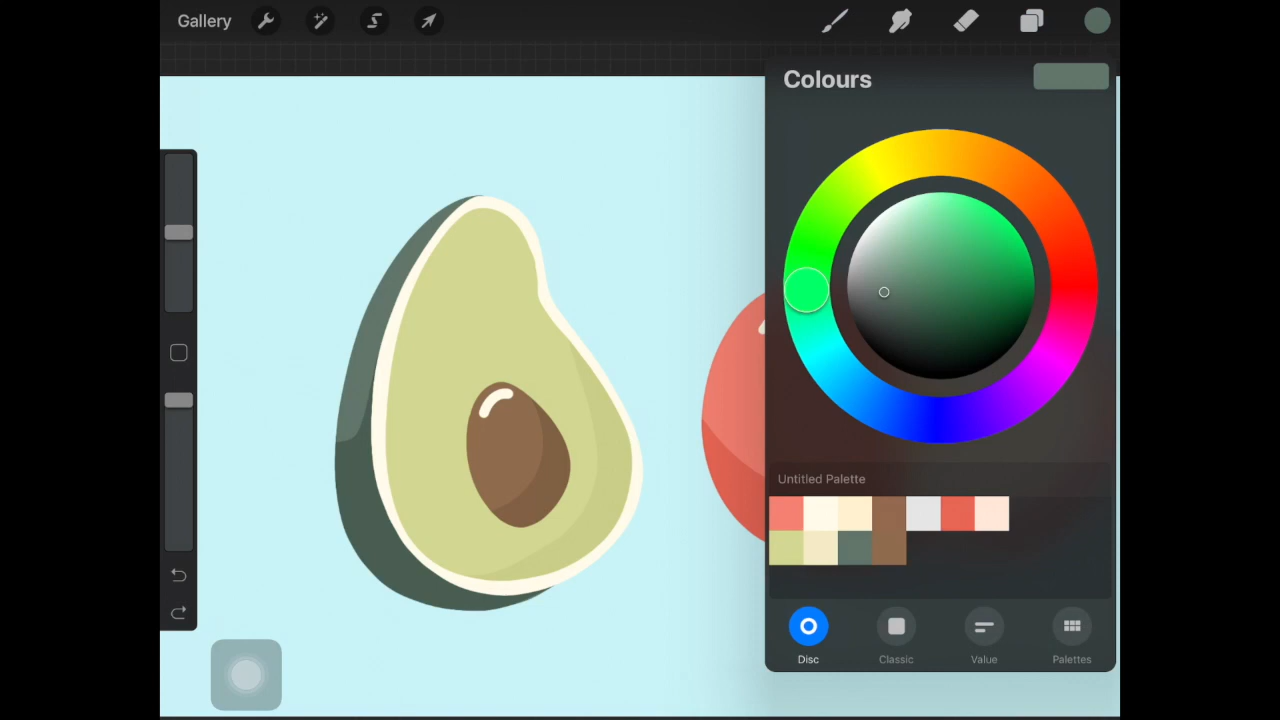 Gallery
Colours
Untitled Palette
Disc
Classic
Value
Palettes